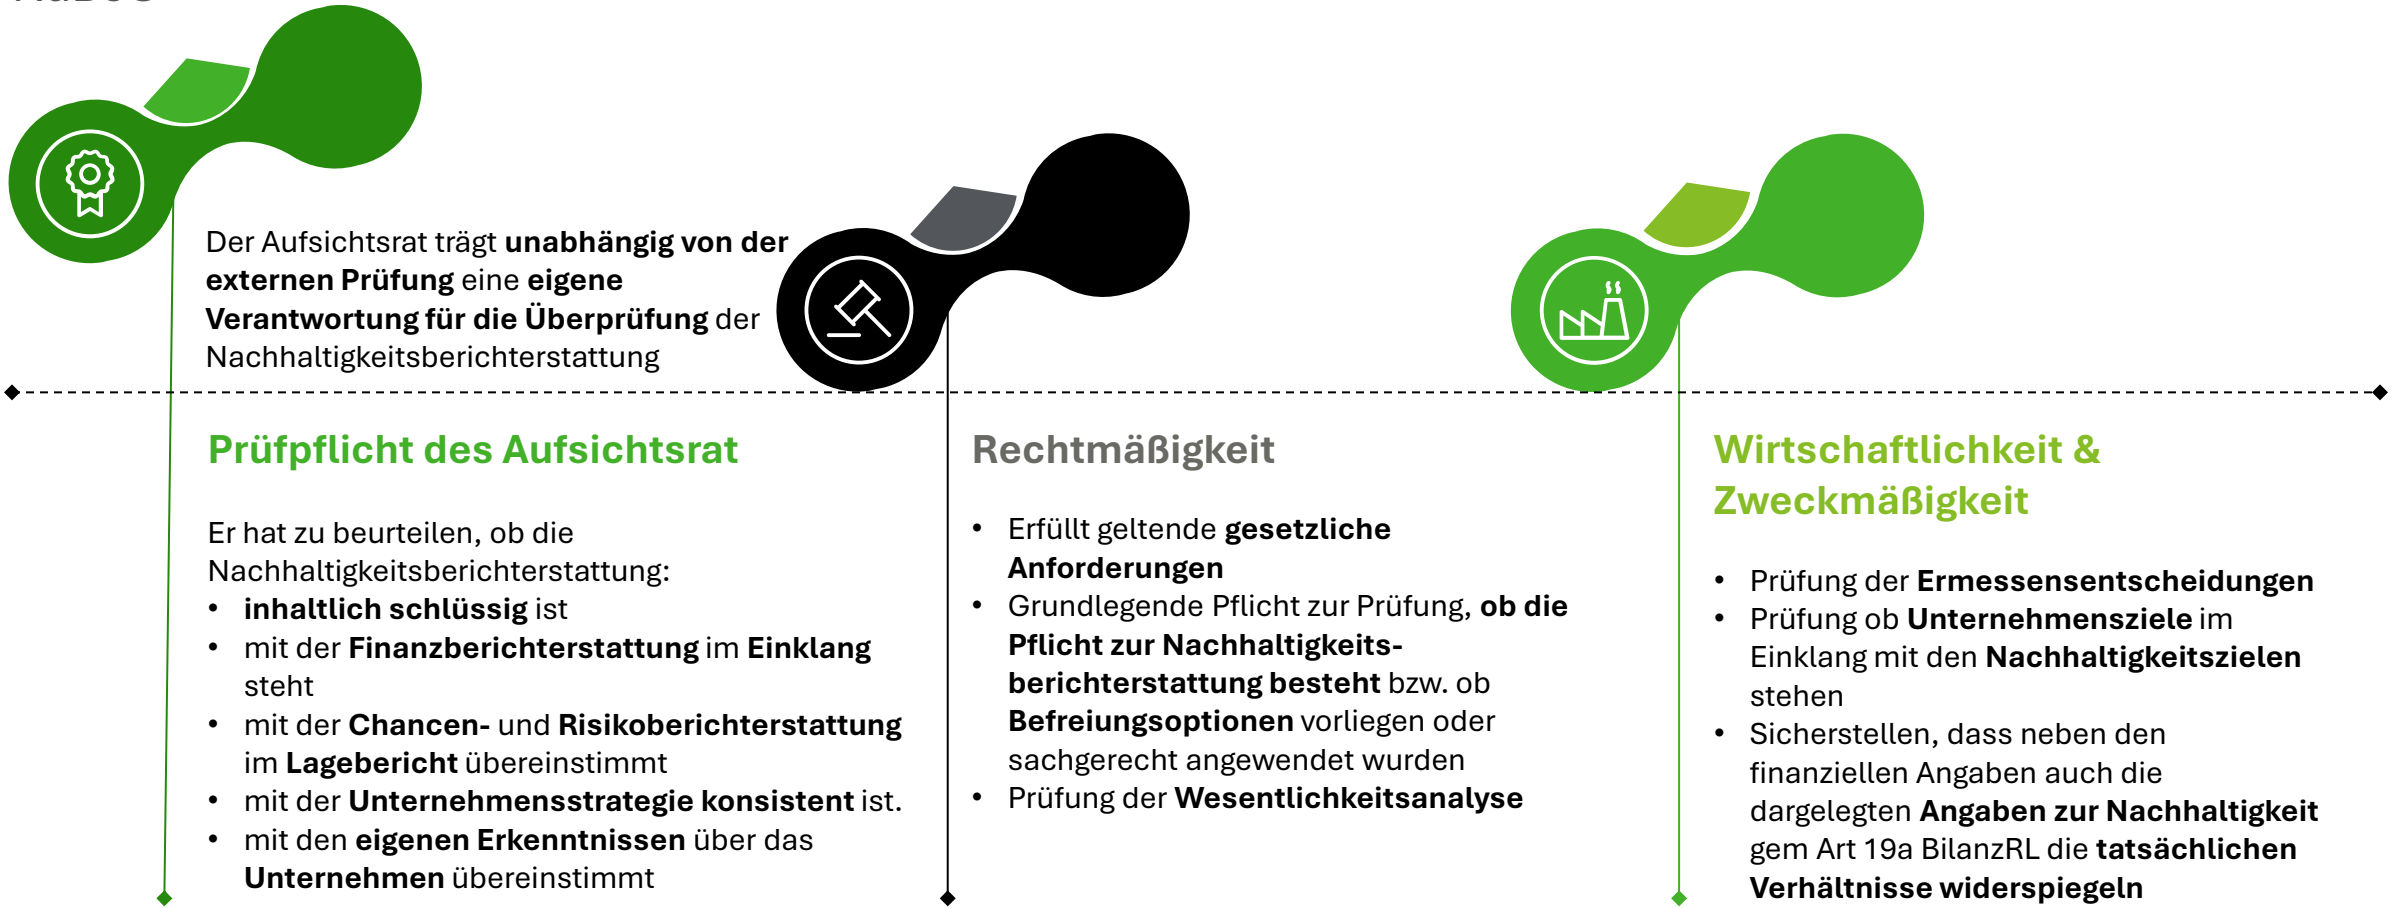 Der Aufsichtsrat trägt unabhängig von der
externen Prüfung eine eigene
Verantwortung für die Überprüfung der
Nachhaltigkeitsberichterstattung
Prüfpflicht des Aufsichtsrat
Er hat zu beurteilen, ob die
Nachhaltigkeitsberichterstattung:
• inhaltlich schlüssig ist
• mit der Finanzberichterstattung im Einklang
steht
• mit der Chancen- und Risikoberichterstattung
im Lagebericht übereinstimmt
• mit der Unternehmensstrategie konsistent ist.
• mit den eigenen Erkenntnissen über das
Unternehmen übereinstimmt
Rechtmäßigkeit
• Erfüllt geltende gesetzliche
Anforderungen
• Grundlegende Pflicht zur Prüfung, ob die
Pflicht zur Nachhaltigkeits-
berichterstattung besteht bzw. ob
Befreiungsoptionen vorliegen oder
sachgerecht angewendet wurden
• Prüfung der Wesentlichkeitsanalyse
Wirtschaftlichkeit &
Zweckmäßigkeit
• Prüfung der Ermessensentscheidungen
• Prüfung ob Unternehmensziele im
Einklang mit den Nachhaltigkeitszielen
stehen
• Sicherstellen, dass neben den
finanziellen Angaben auch die
dargelegten Angaben zur Nachhaltigkeit
gem Art 19a BilanzRL die tatsächlichen
Verhältnisse widerspiegeln